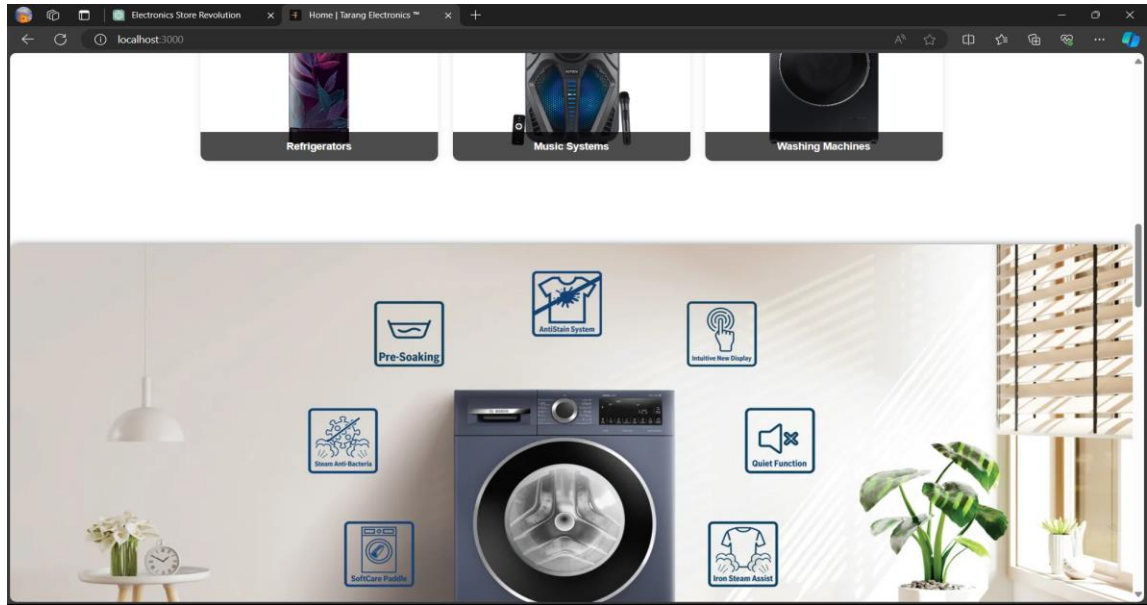 Electronics Store Revolution
Home | Tarang Electronics ™
localhost:3000
Refrigerators
Music Systems
Washing Machines
AntiStain System
Pre-Soaking
Intuitive New Display
Steam Anti-Bacteria
Quiet Function
SoftCare Paddle
Iron Steam Assist